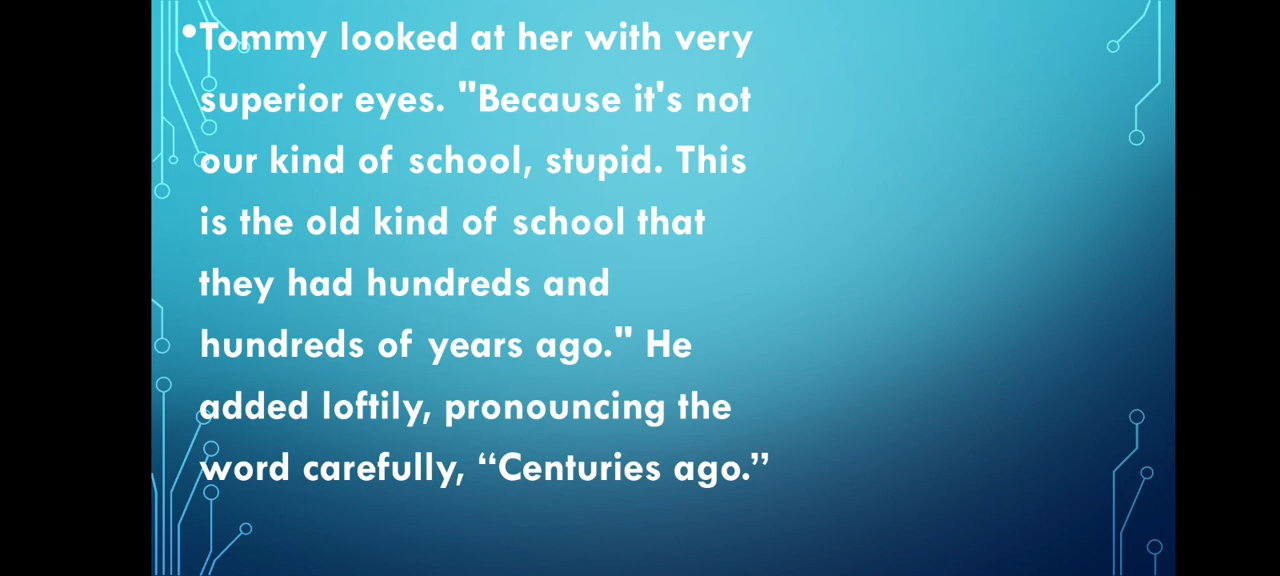 •Tommy looked at her with very
superior eyes. "Because it's not
our kind of school, stupid. This
is the old kind of school that
they had hundreds and
hundreds of years ago." He
added loftily, pronouncing the
word carefully, “Centuries ago.”